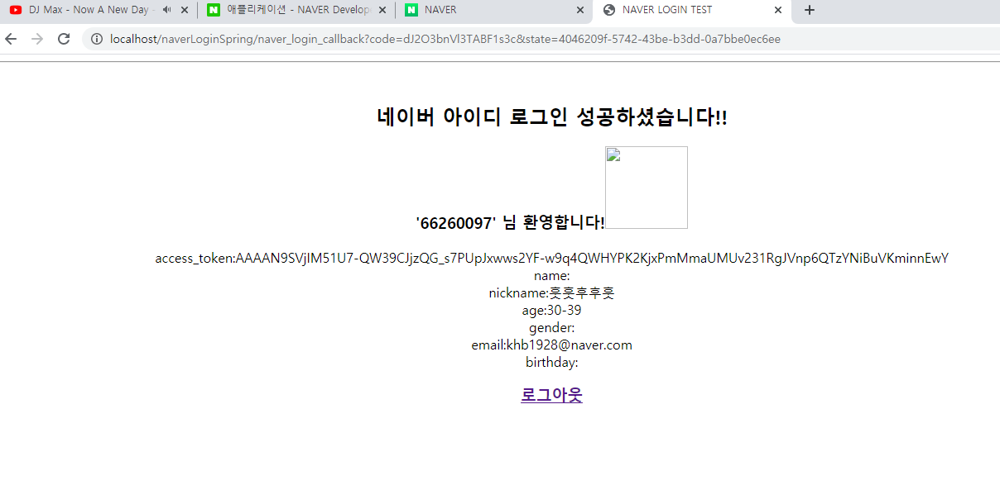 DJ Max - Now A New Day -
애플리케이션 - NAVER Develop
NAVER
NAVER LOGIN TEST
localhost/naverLoginSpring/naver_login_callback?code=dJ2O3bnVl3TABF1s3c&state=4046209f-5742-43be-b3dd-0a7bbe0ec6ee
네이버 아이디 로그인 성공하셨습니다!!
'66260097' 님 환영합니다!
access_token:AAAAN9SVjIM51U7-QW39CJjzQG_s7PUpJxwws2YF-w9q4QWHYPK2KjxPmMmaUMUv231RgJVnp6QTzYNiBuVKminnEwY
name:
nickname:훗훗후후훗
age:30-39
gender:
email:khb1928@naver.com
birthday:
로그아웃